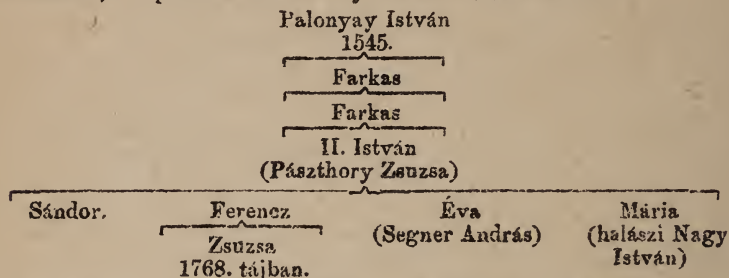 Palonyay István
1545.
Farkas
Farkas
II. István
(Pászthory Zsuzsa)
Sándor. Ferencz Éva Mária
(Segner András) (halászi Nagy
Zsuzsa István)
1768. tájban.